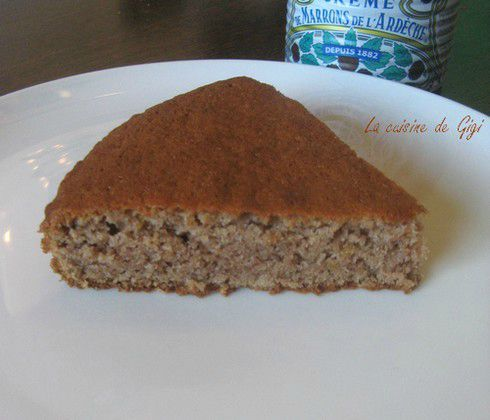 CRÈME
DE MARRONS DE L'ARDÈCHE
DEPUIS 1882
La cuisine de Gigi